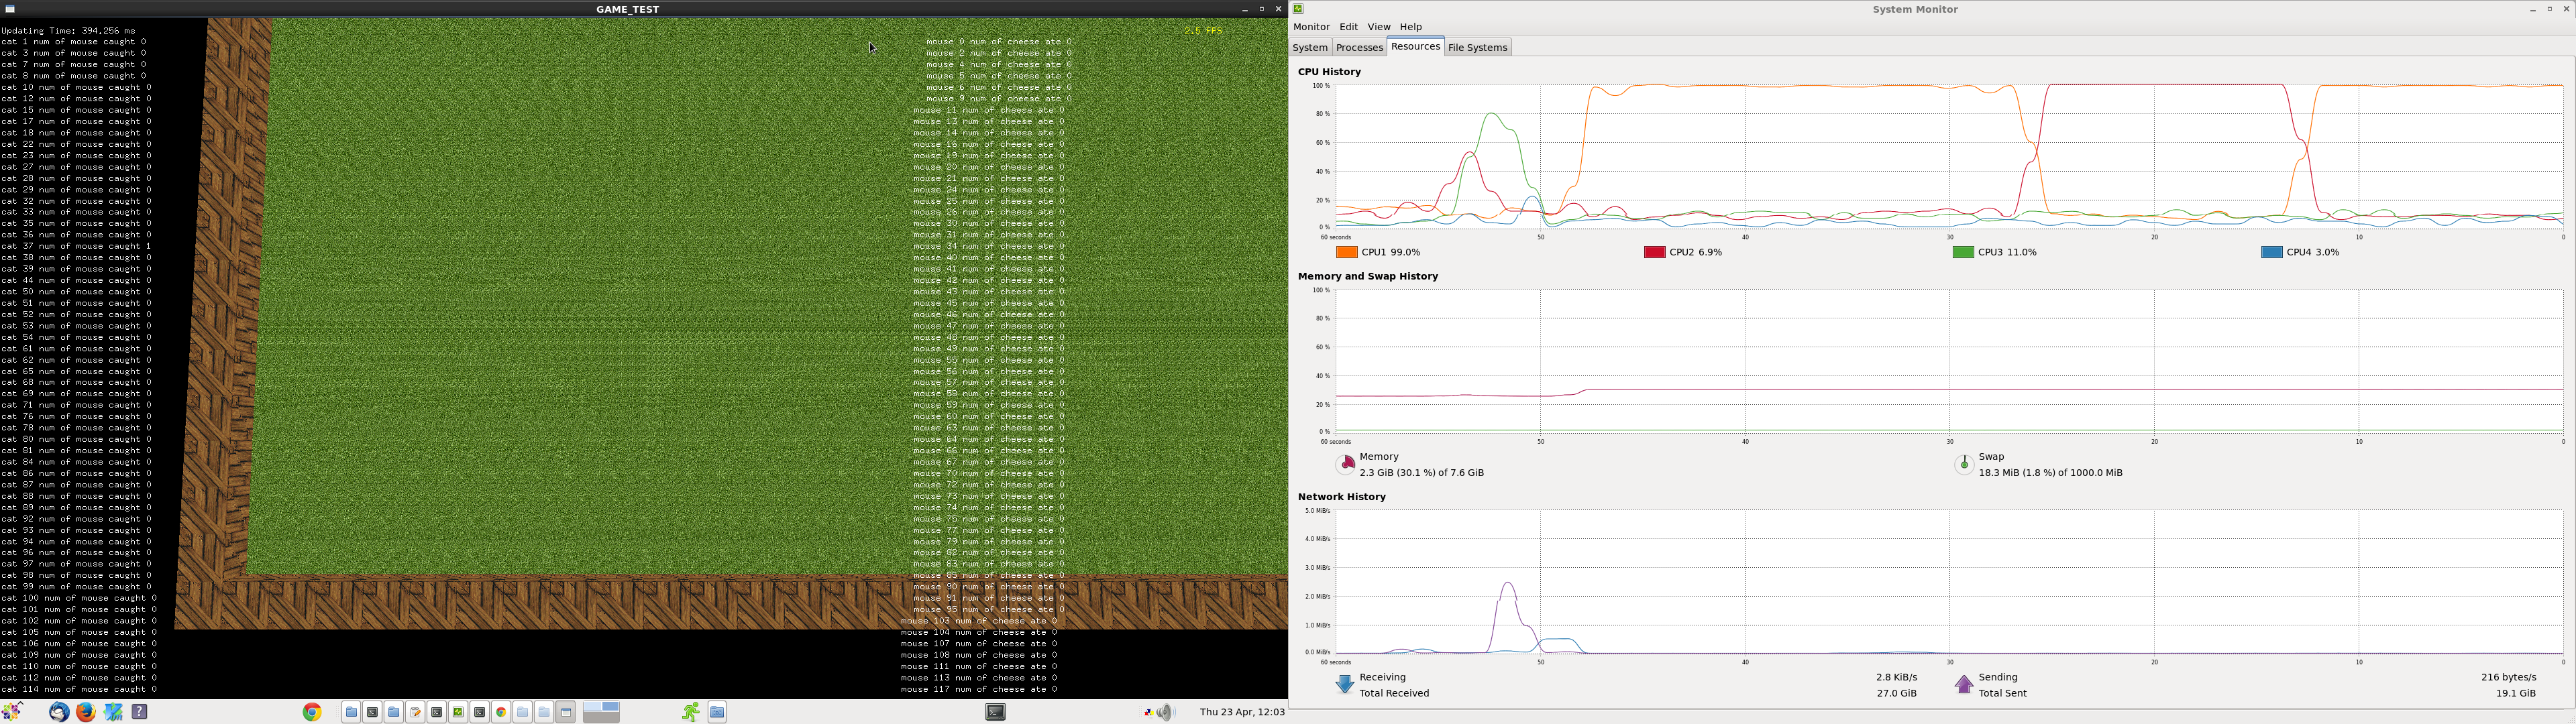 GAME_TEST
Updating Time: 394.256 ms
2.5 FPS
cat 1 num of mouse caught 0
cat 3 num of mouse caught 0
cat 7 num of mouse caught 0
cat 8 num of mouse caught 0
cat 10 num of mouse caught 0
cat 12 num of mouse caught 0
cat 15 num of mouse caught 0
cat 17 num of mouse caught 0
cat 18 num of mouse caught 0
cat 22 num of mouse caught 0
cat 23 num of mouse caught 0
cat 27 num of mouse caught 0
cat 28 num of mouse caught 0
cat 29 num of mouse caught 0
cat 32 num of mouse caught 0
cat 33 num of mouse caught 0
cat 35 num of mouse caught 0
cat 36 num of mouse caught 0
cat 37 num of mouse caught 1
cat 38 num of mouse caught 0
cat 39 num of mouse caught 0
cat 44 num of mouse caught 0
cat 50 num of mouse caught 0
cat 51 num of mouse caught 0
cat 52 num of mouse caught 0
cat 53 num of mouse caught 0
cat 54 num of mouse caught 0
cat 61 num of mouse caught 0
cat 62 num of mouse caught 0
cat 65 num of mouse caught 0
cat 68 num of mouse caught 0
cat 69 num of mouse caught 0
cat 71 num of mouse caught 0
cat 76 num of mouse caught 0
cat 78 num of mouse caught 0
cat 80 num of mouse caught 0
cat 81 num of mouse caught 0
cat 84 num of mouse caught 0
cat 86 num of mouse caught 0
cat 87 num of mouse caught 0
cat 88 num of mouse caught 0
cat 89 num of mouse caught 0
cat 92 num of mouse caught 0
cat 93 num of mouse caught 0
cat 94 num of mouse caught 0
cat 96 num of mouse caught 0
cat 97 num of mouse caught 0
cat 98 num of mouse caught 0
cat 99 num of mouse caught 0
cat 100 num of mouse caught 0
cat 101 num of mouse caught 0
cat 102 num of mouse caught 0
cat 105 num of mouse caught 0
cat 106 num of mouse caught 0
cat 109 num of mouse caught 0
cat 110 num of mouse caught 0
cat 112 num of mouse caught 0
cat 114 num of mouse caught 0
mouse 0 num of cheese ate 0
mouse 2 num of cheese ate 0
mouse 4 num of cheese ate 0
mouse 5 num of cheese ate 0
mouse 6 num of cheese ate 0
mouse 9 num of cheese ate 0
mouse 11 num of cheese ate 0
mouse 13 num of cheese ate 0
mouse 14 num of cheese ate 0
mouse 16 num of cheese ate 0
mouse 19 num of cheese ate 0
mouse 20 num of cheese ate 0
mouse 21 num of cheese ate 0
mouse 24 num of cheese ate 0
mouse 25 num of cheese ate 0
mouse 26 num of cheese ate 0
mouse 30 num of cheese ate 0
mouse 31 num of cheese ate 0
mouse 34 num of cheese ate 0
mouse 40 num of cheese ate 0
mouse 41 num of cheese ate 0
mouse 42 num of cheese ate 0
mouse 43 num of cheese ate 0
mouse 45 num of cheese ate 0
mouse 46 num of cheese ate 0
mouse 47 num of cheese ate 0
mouse 48 num of cheese ate 0
mouse 49 num of cheese ate 0
mouse 55 num of cheese ate 0
mouse 56 num of cheese ate 0
mouse 57 num of cheese ate 0
mouse 58 num of cheese ate 0
mouse 59 num of cheese ate 0
mouse 60 num of cheese ate 0
mouse 63 num of cheese ate 0
mouse 64 num of cheese ate 0
mouse 66 num of cheese ate 0
mouse 67 num of cheese ate 0
mouse 70 num of cheese ate 0
mouse 72 num of cheese ate 0
mouse 73 num of cheese ate 0
mouse 74 num of cheese ate 0
mouse 75 num of cheese ate 0
mouse 77 num of cheese ate 0
mouse 79 num of cheese ate 0
mouse 82 num of cheese ate 0
mouse 83 num of cheese ate 0
mouse 85 num of cheese ate 0
mouse 90 num of cheese ate 0
mouse 91 num of cheese ate 0
mouse 95 num of cheese ate 0
mouse 103 num of cheese ate 0
mouse 104 num of cheese ate 0
mouse 107 num of cheese ate 0
mouse 108 num of cheese ate 0
mouse 111 num of cheese ate 0
mouse 113 num of cheese ate 0
mouse 117 num of cheese ate 0
Thu 23 Apr, 12:03
System Monitor
Monitor Edit View Help
System Processes Resources File Systems
CPU History
100 %
80 %
60 %
40 %
20 %
0 %
60 seconds 50 40 30 20 10 0
CPU1 99.0% CPU2 6.9% CPU3 11.0% CPU4 3.0%
Memory and Swap History
100 %
80 %
60 %
40 %
20 %
0 %
60 seconds 50 40 30 20 10 0
Memory Swap
2.3 GiB (30.1 %) of 7.6 GiB 18.3 MiB (1.8 %) of 1000.0 MiB
Network History
5.0 MiB/s
4.0 MiB/s
3.0 MiB/s
2.0 MiB/s
1.0 MiB/s
0.0 MiB/s
60 seconds 50 40 30 20 10 0
Receiving 2.8 KiB/s Sending 216 bytes/s
Total Received 27.0 GiB Total Sent 19.1 GiB